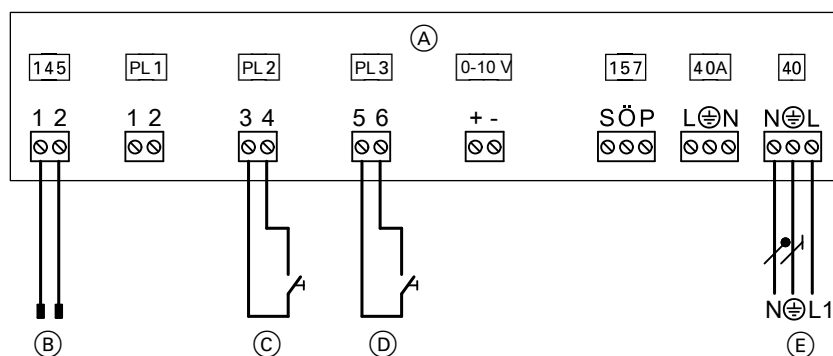 A
145 PL1 PL2 PL3 0-10 V 157 40A 40
1 2 1 2 3 4 5 6 + - S Ö P L ⏚ N N ⏚ L
N ⏚ L1
B C D E